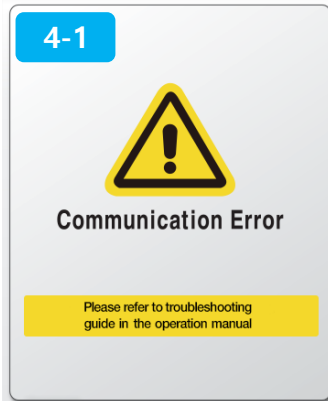 4-1
Communication Error
Please refer to troubleshooting
guide in the operation manual